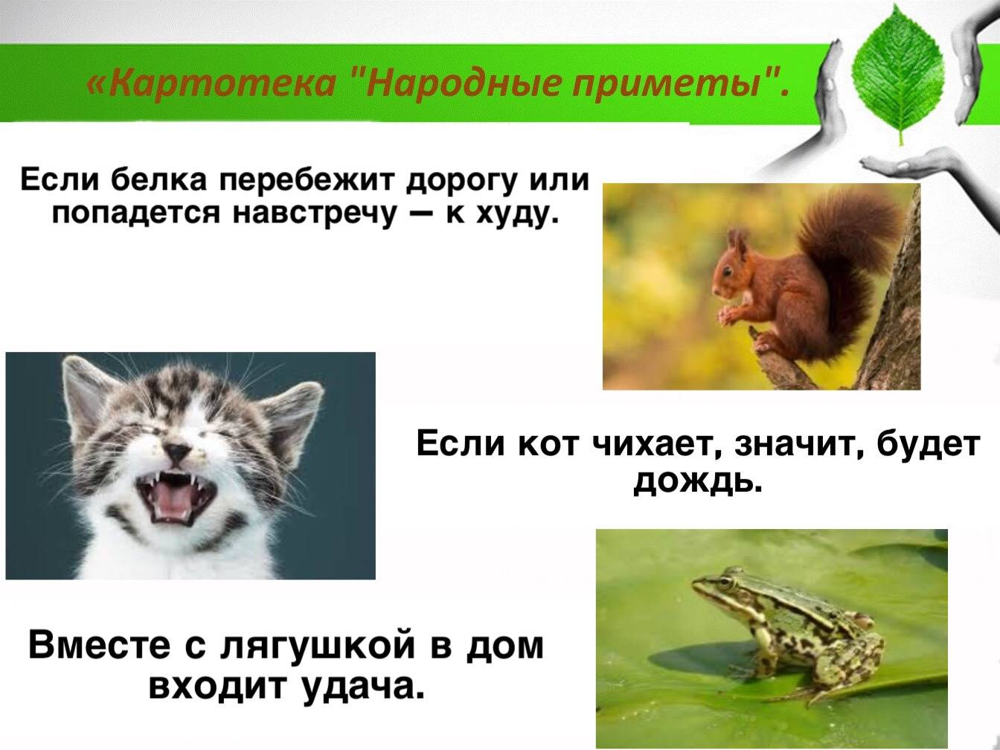 «Картотека "Народные приметы".
Если белка перебежит дорогу или
попадется навстречу – к худу.
Если кот чихает, значит, будет
дождь.
Вместе с лягушкой в дом
входит удача.